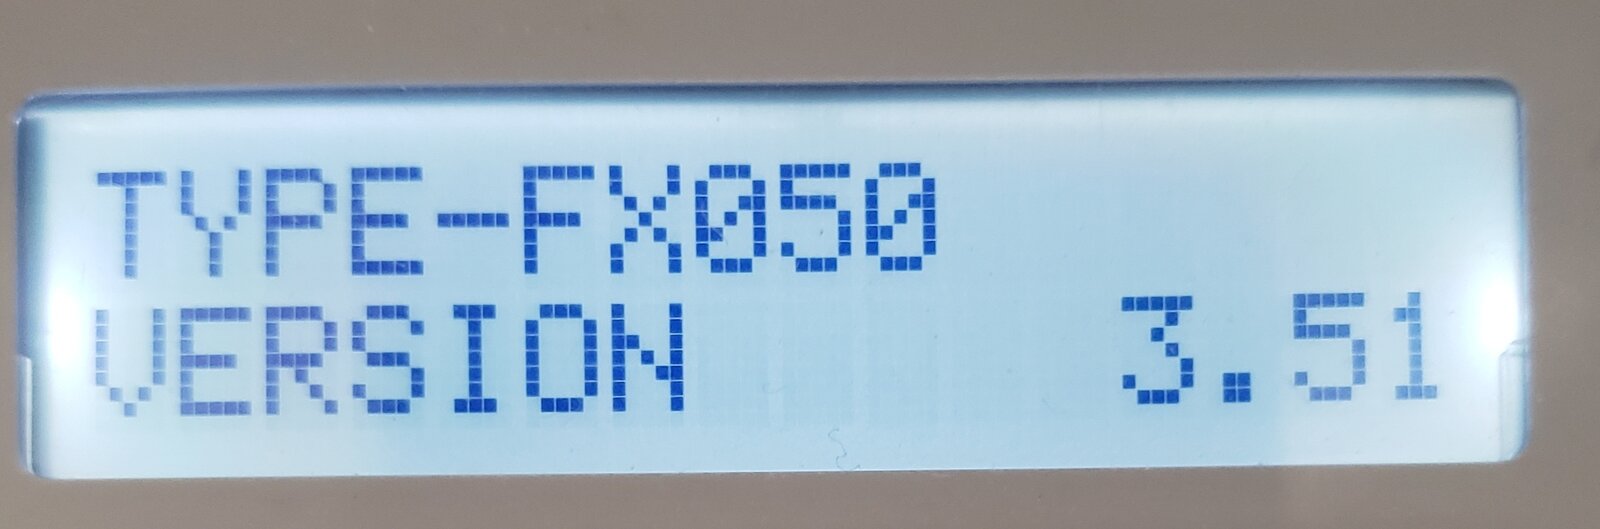 TYPE-FX050
VERSION 3.51